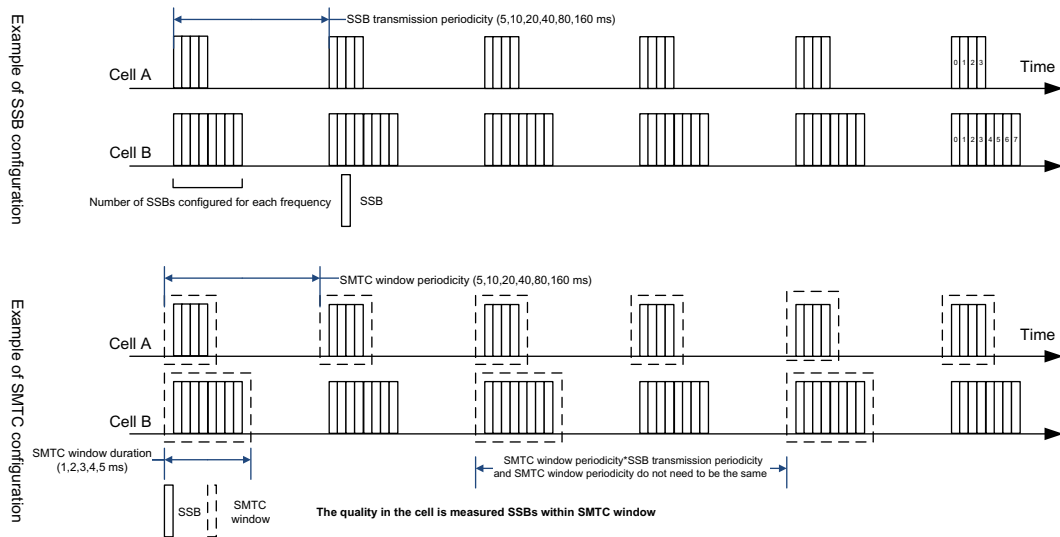 Example of SSB configuration
SSB transmission periodicity (5,10,20,40,80,160 ms)
Cell A
0 1 2 3
Time
Cell B
0 1 2 3 4 5 6 7
Number of SSBs configured for each frequency
SSB
Example of SMTC configuration
SMTC window periodicity (5,10,20,40,80,160 ms)
Cell A
Time
Cell B
SMTC window duration
(1,2,3,4,5 ms)
SMTC window periodicity*SSB transmission periodicity
and SMTC window periodicity do not need to be the same
SSB
SMTC
window
The quality in the cell is measured SSBs within SMTC window